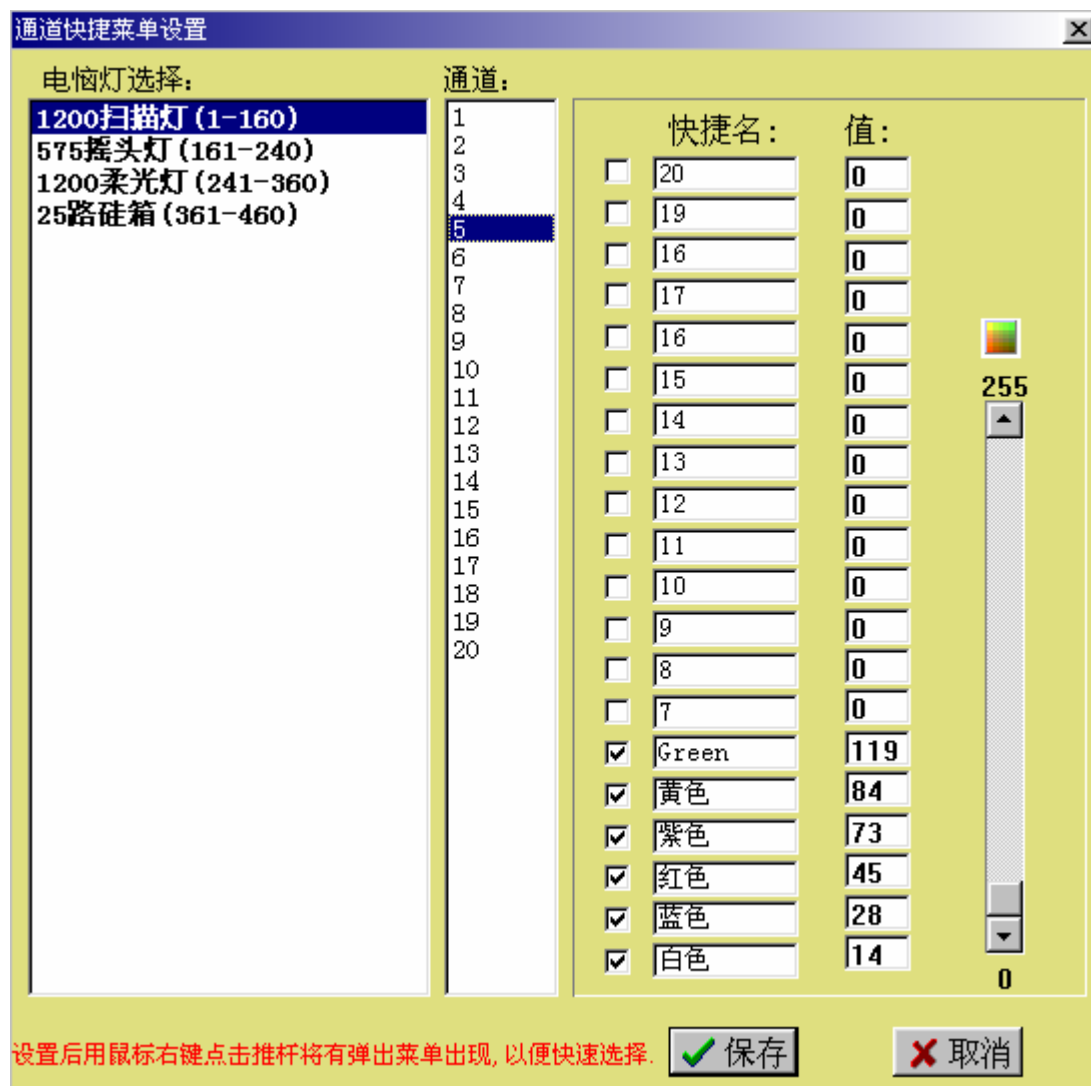 通道快捷菜单设置
电脑灯选择:
1200扫描灯(1-160)
575摇头灯(161-240)
1200柔光灯(241-360)
25路硅箱(361-460)
通道:
1
2
3
4
5
6
7
8
9
10
11
12
13
14
15
16
17
18
19
20
快捷名: 值:
20 0
19 0
16 0
17 0
16 0
15 0
14 0
13 0
12 0
11 0
10 0
9 0
8 0
7 0
Green 119
黄色 84
紫色 73
红色 45
蓝色 28
白色 14
255
0
设置后用鼠标右键点击推杆将有弹出菜单出现,以便快速选择.
保存
取消